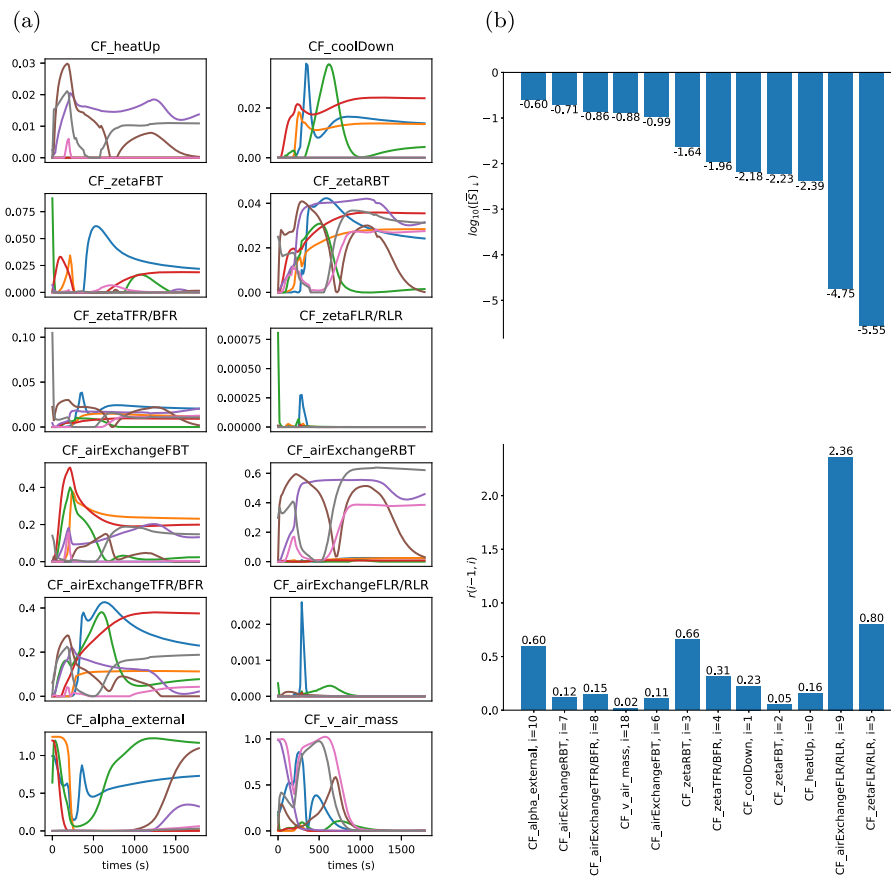 (a)
CF_heatUp
0.03
0.02
0.01
0.00
CF_coolDown
0.02
0.00
CF_zetaFBT
0.075
0.050
0.025
0.000
CF_zetaRBT
0.04
0.02
0.00
CF_zetaTFR/BFR
0.10
0.05
0.00
CF_zetaFLR/RLR
0.00075
0.00050
0.00025
0.00000
CF_airExchangeFBT
0.4
0.2
0.0
CF_airExchangeRBT
0.6
0.4
0.2
0.0
CF_airExchangeTFR/BFR
0.4
0.2
0.0
CF_airExchangeFLR/RLR
0.002
0.001
0.000
CF_alpha_external
1.0
0.5
0.0
0 500 1000 1500
times (s)
CF_v_air_mass
1.0
0.5
0.0
0 500 1000 1500
times (s)
(b)
0
−1
−2
−3
−4
−5
log10([S̅]↓)
-0.60
-0.71
-0.86
-0.88
-0.99
-1.64
-1.96
-2.18
-2.23
-2.39
-4.75
-5.55
2.0
1.5
1.0
0.5
0.0
r(i−1, i)
0.60
0.12
0.15
0.02
0.11
0.66
0.31
0.23
0.05
0.16
2.36
0.80
CF_alpha_external, i=10
CF_airExchangeRBT, i=7
CF_airExchangeTFR/BFR, i=8
CF_v_air_mass, i=18
CF_airExchangeFBT, i=6
CF_zetaRBT, i=3
CF_zetaTFR/BFR, i=4
CF_coolDown, i=1
CF_zetaFBT, i=2
CF_heatUp, i=0
CF_airExchangeFLR/RLR, i=9
CF_zetaFLR/RLR, i=5